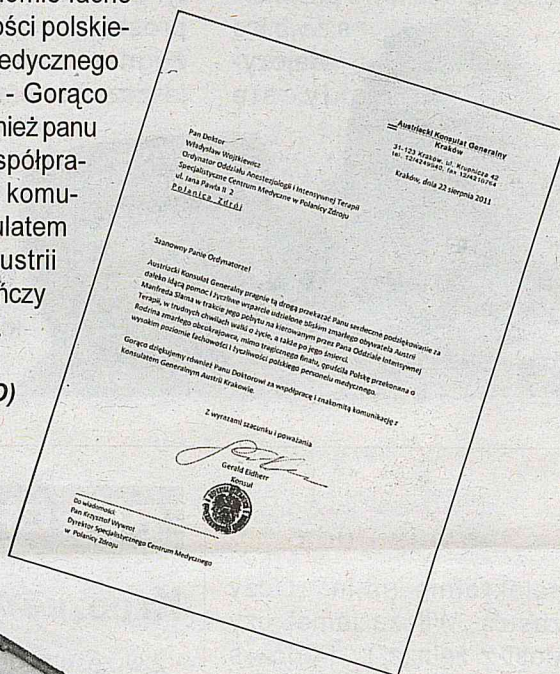 ości polskie-
edycznego
- Gorąco
nież panu
spółpra-
komu-
ulatem
ustrii
ńczy
Austriacki Konsulat Generalny
Kraków
31-123 Kraków, ul. Krupnicza 42
Kraków, dnia 22 sierpnia 2011
Pan Doktor
Władysław Wojtkiewicz
Ordynator Oddziału Anestezjologii i Intensywnej Terapii
Specjalistyczne Centrum Medyczne w Polanicy Zdroju
ul. Jana Pawła II 2
Polanica Zdrój
Szanowny Panie Ordynatorze!
Austriacki Konsulat Generalny pragnie tą drogą przekazać Panu serdeczne podziękowanie za
daleko idącą pomoc i życzliwe wsparcie udzielone bliskim zmarłego obywatela Austrii
Manfreda Slama w trakcie jego pobytu na kierowanym przez Pana Oddziale Intensywnej
Terapii, w trudnych chwilach walki o życie, a także po jego śmierci.
Rodzina zmarłego obcokrajowca, mimo tragicznego finału, opuściła Polskę przekonana o
wysokim poziomie fachowości i życzliwości polskiego personelu medycznego.
Gorąco dziękujemy również Panu Doktorowi za współpracę i znakomitą komunikację z
Konsulatem Generalnym Austrii Krakowie.
Z wyrazami szacunku i poważania
Gerald Eidherr
Konsul
Do wiadomości:
Pan Krzysztof Wywrot
Dyrektor Specjalistycznego Centrum Medycznego
w Polanicy Zdroju